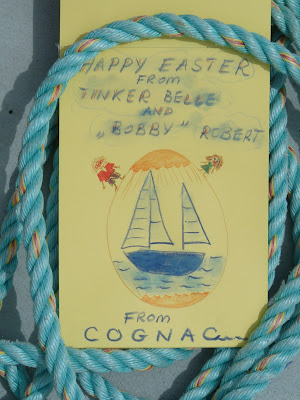 HAPPY EASTER
FROM
TINKER BELLE
AND
„BOBBY" ROBERT
FROM
COGNAC